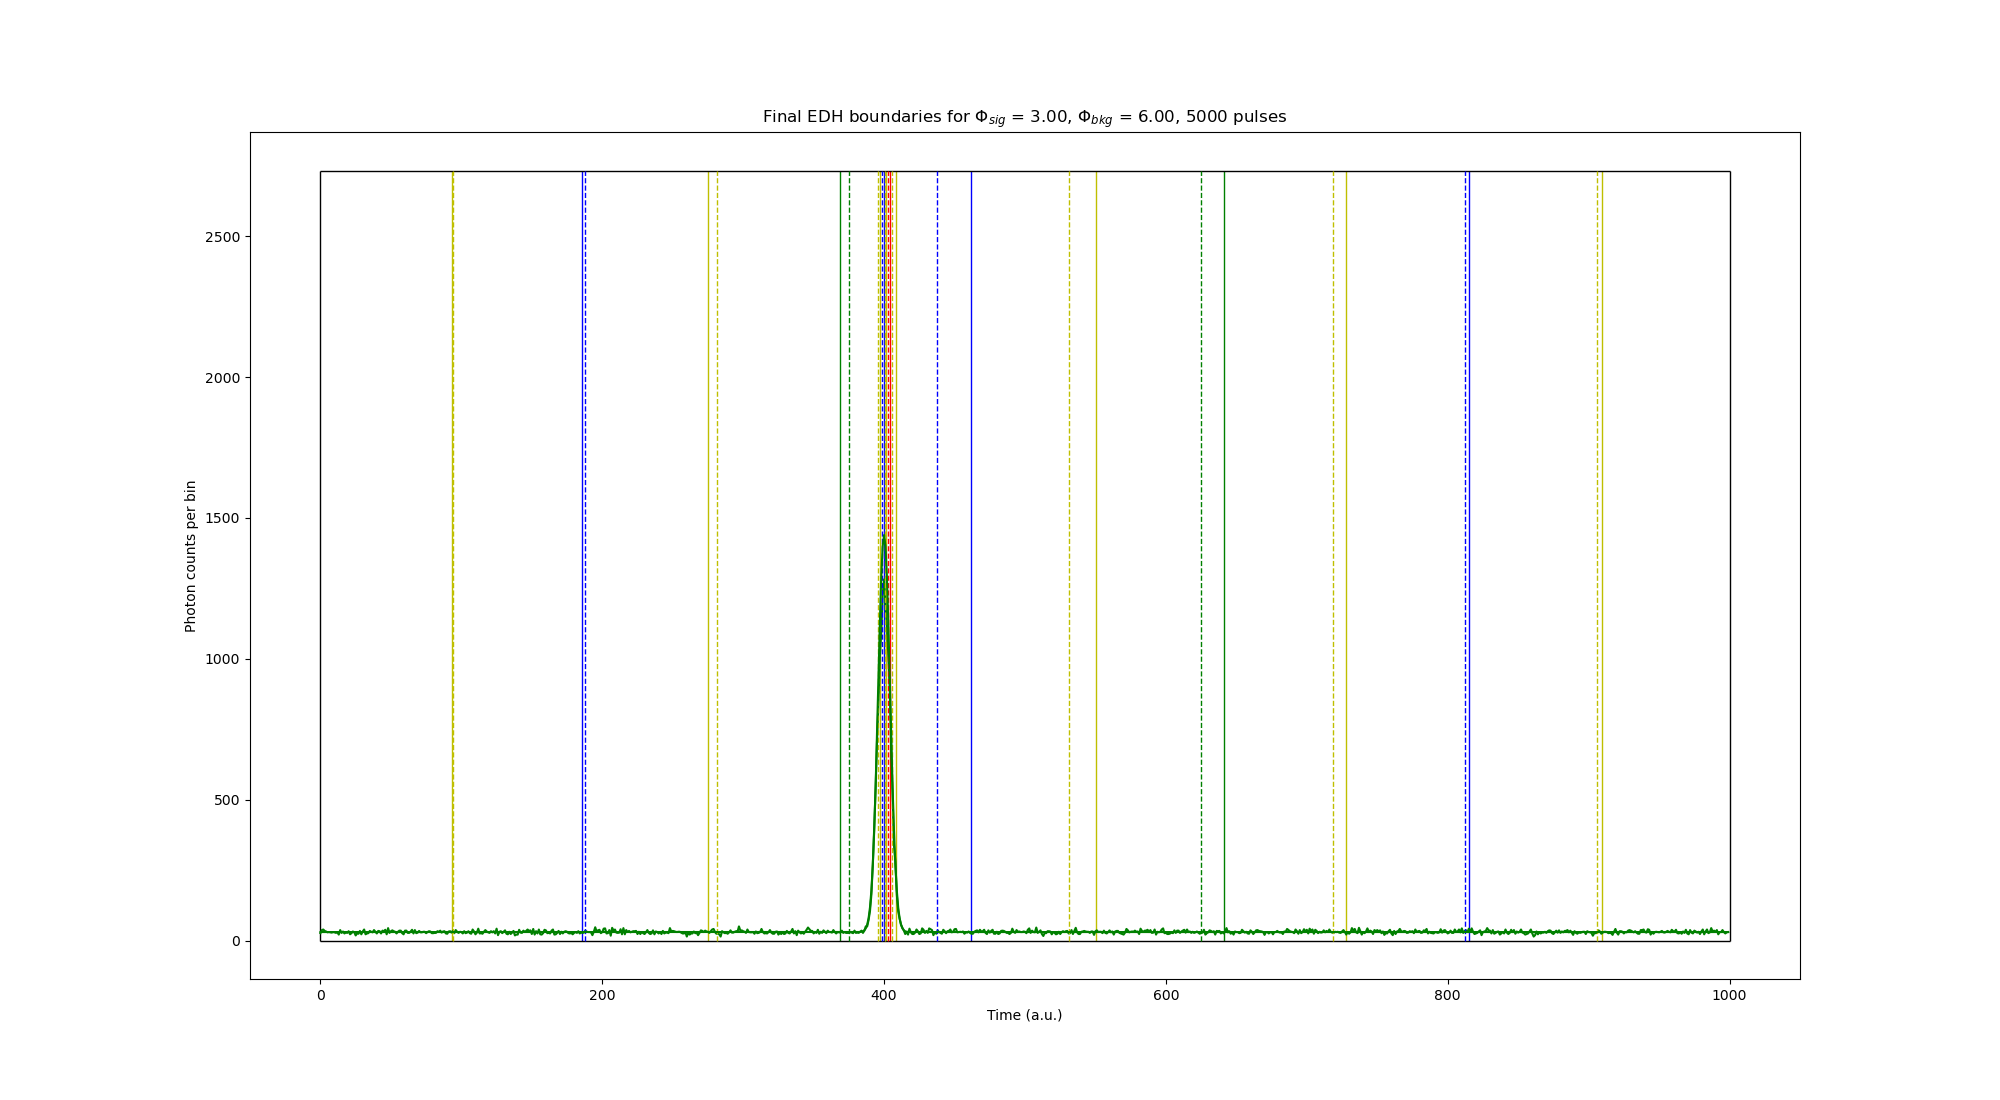 Final EDH boundaries for Φsig = 3.00, Φbkg = 6.00, 5000 pulses
2500
2000
1500
1000
500
0
Photon counts per bin
0 200 400 600 800 1000
Time (a.u.)